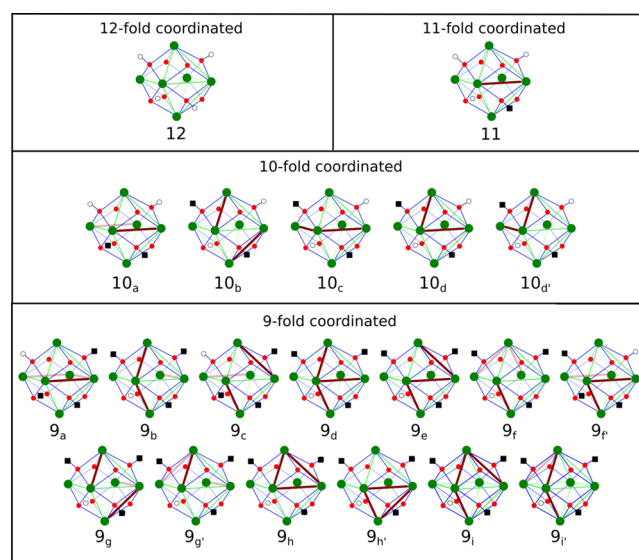 12-fold coordinated
11-fold coordinated
12
11
10-fold coordinated
10a
10b
10c
10d
10d'
9-fold coordinated
9a
9b
9c
9d
9e
9f
9f'
9g
9g'
9h
9h'
9i
9i'